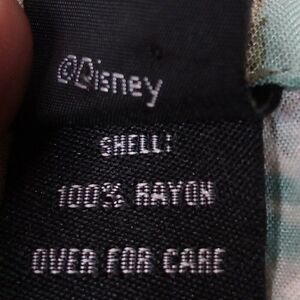 ©Disney
SHELL:
100% RAYON
OVER FOR CARE